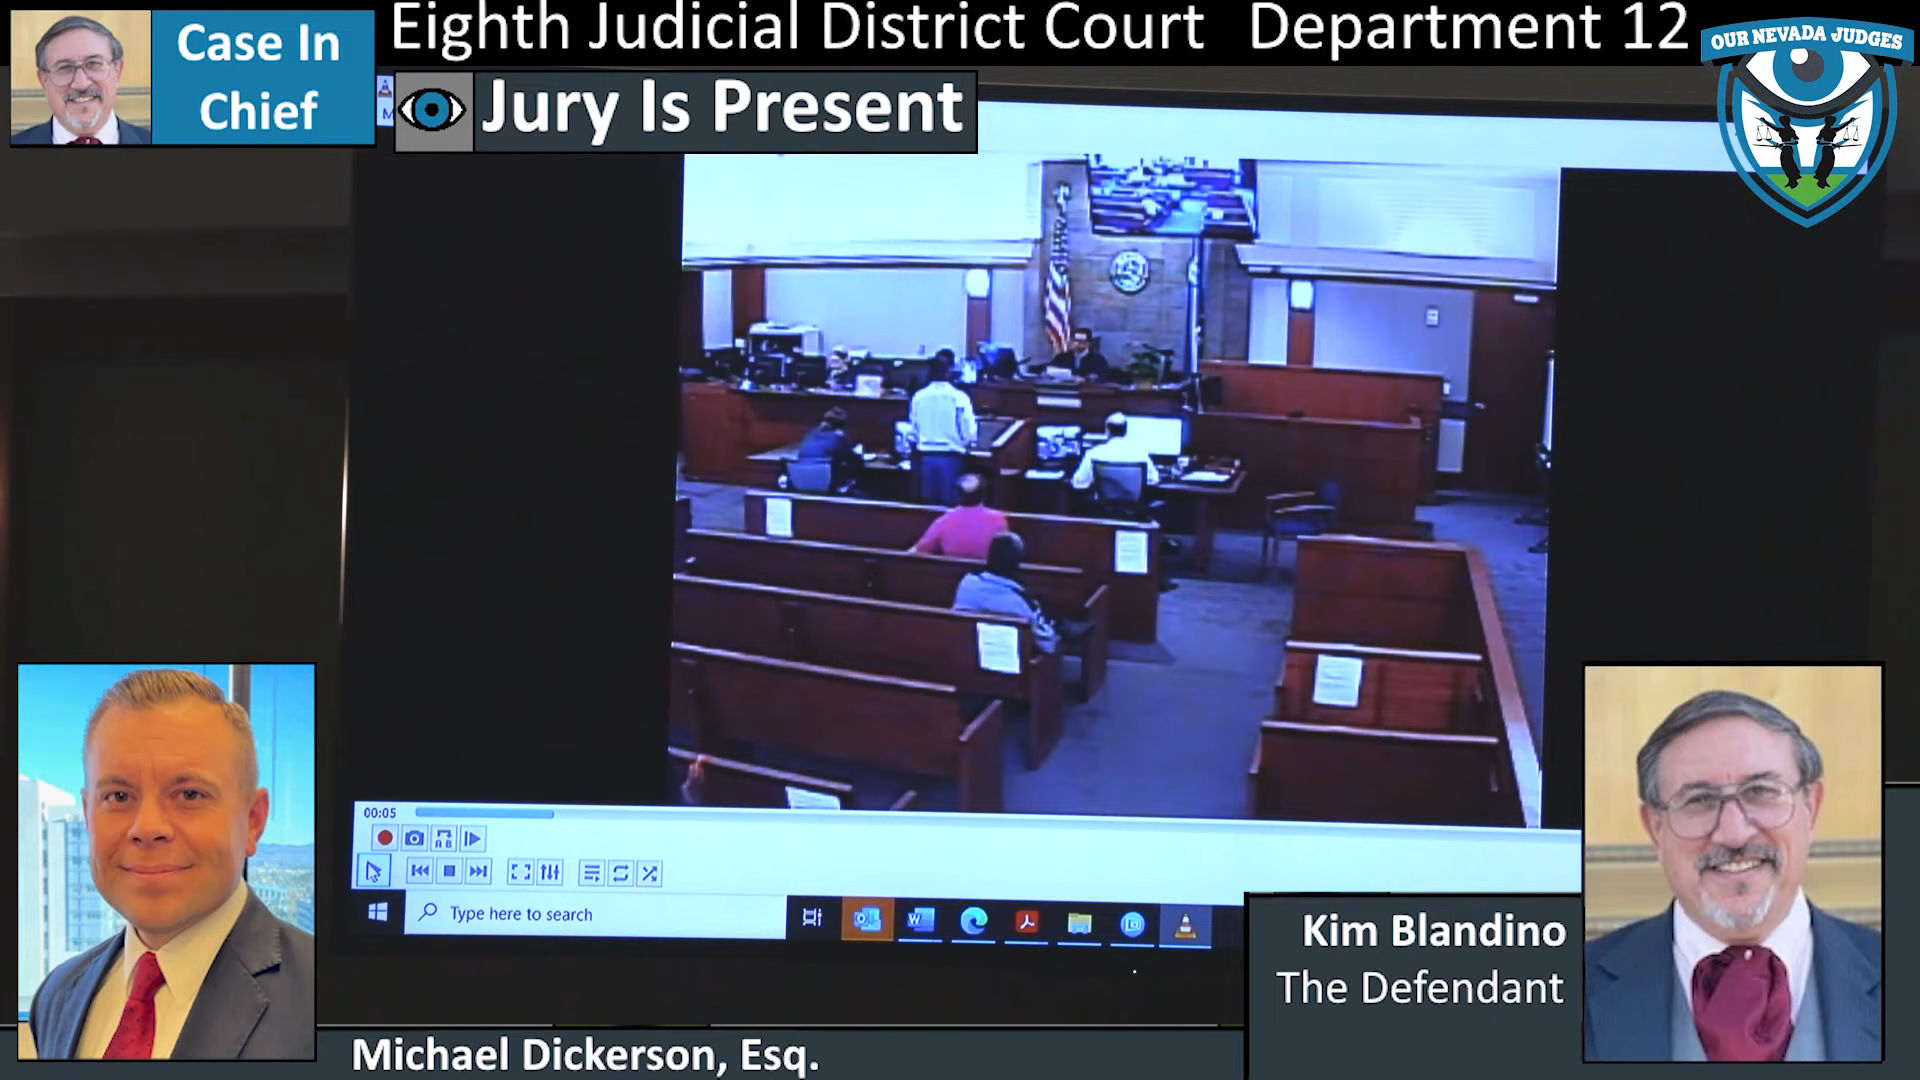 Case In
Chief
Eighth Judicial District Court Department 12
OUR NEVADA JUDGES
M
Jury Is Present
00:05
Type here to search
Kim Blandino
The Defendant
Michael Dickerson, Esq.